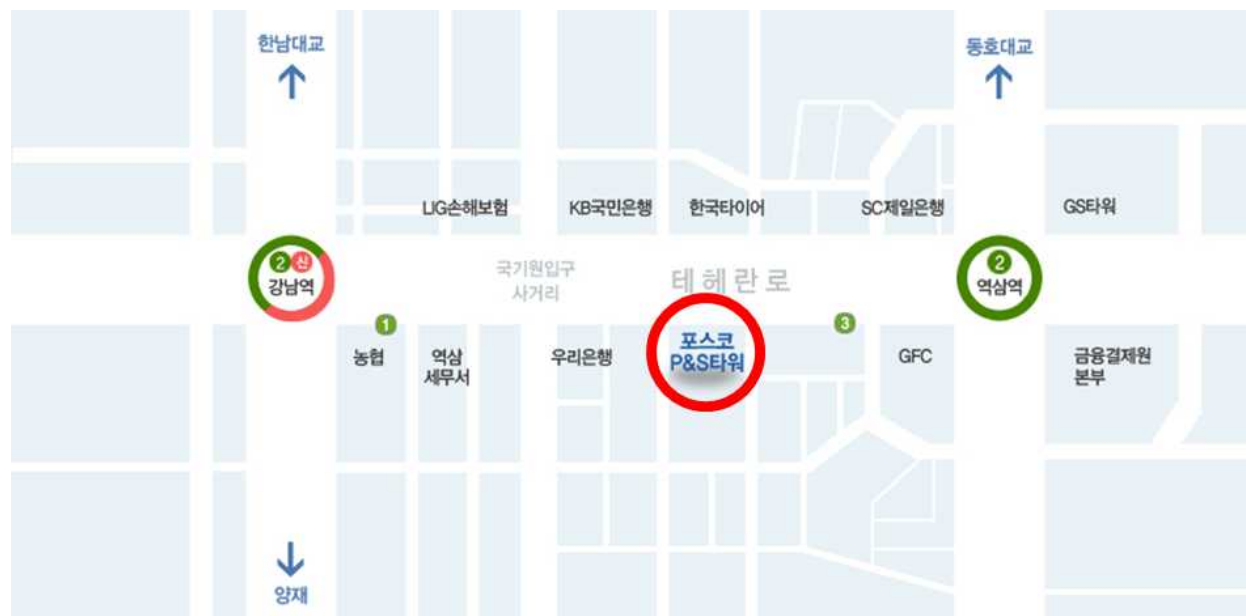 한남대교
동호대교
LIG손해보험
KB국민은행
한국타이어
SC제일은행
GS타워
2 신
강남역
국기원입구
사거리
테헤란로
2
역삼역
1
3
농협
역삼
세무서
우리은행
포스코
P&S타워
GFC
금융결제원
본부
양재